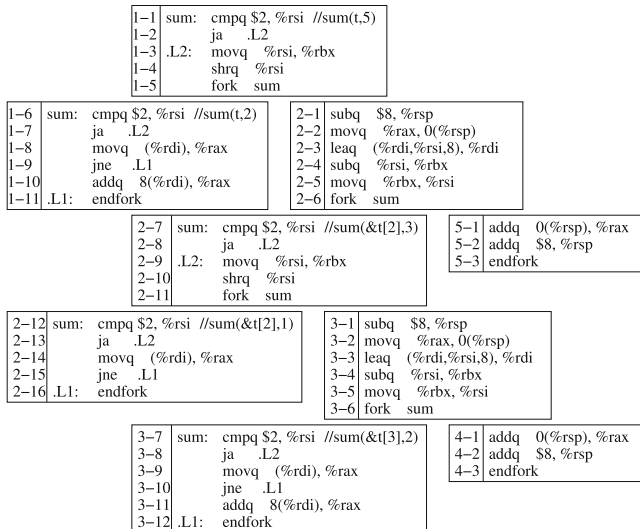 1−1 sum: cmpq $2, %rsi //sum(t,5)
1−2 ja .L2
1−3 .L2: movq %rsi, %rbx
1−4 shrq %rsi
1−5 fork sum
1−6 sum: cmpq $2, %rsi //sum(t,2)
1−7 ja .L2
1−8 movq (%rdi), %rax
1−9 jne .L1
1−10 addq 8(%rdi), %rax
1−11 .L1: endfork
2−1 subq $8, %rsp
2−2 movq %rax, 0(%rsp)
2−3 leaq (%rdi,%rsi,8), %rdi
2−4 subq %rsi, %rbx
2−5 movq %rbx, %rsi
2−6 fork sum
2−7 sum: cmpq $2, %rsi //sum(&t[2],3)
2−8 ja .L2
2−9 .L2: movq %rsi, %rbx
2−10 shrq %rsi
2−11 fork sum
5−1 addq 0(%rsp), %rax
5−2 addq $8, %rsp
5−3 endfork
2−12 sum: cmpq $2, %rsi //sum(&t[2],1)
2−13 ja .L2
2−14 movq (%rdi), %rax
2−15 jne .L1
2−16 .L1: endfork
3−1 subq $8, %rsp
3−2 movq %rax, 0(%rsp)
3−3 leaq (%rdi,%rsi,8), %rdi
3−4 subq %rsi, %rbx
3−5 movq %rbx, %rsi
3−6 fork sum
3−7 sum: cmpq $2, %rsi //sum(&t[3],2)
3−8 ja .L2
3−9 movq (%rdi), %rax
3−10 jne .L1
3−11 addq 8(%rdi), %rax
3−12 .L1: endfork
4−1 addq 0(%rsp), %rax
4−2 addq $8, %rsp
4−3 endfork